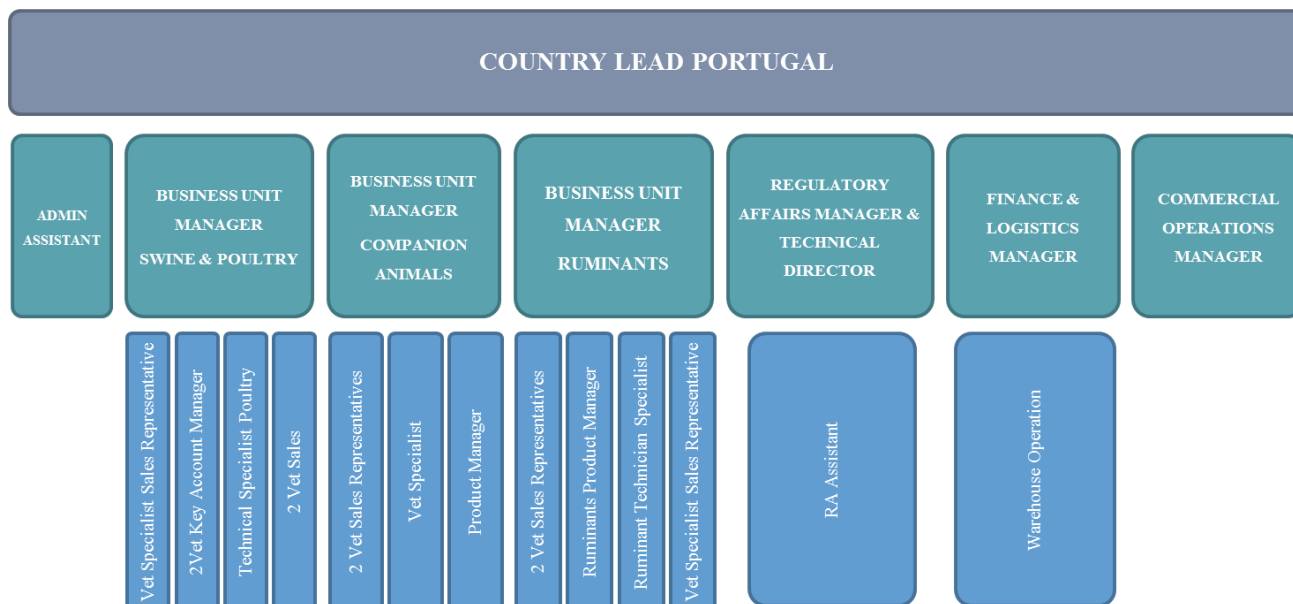 COUNTRY LEAD PORTUGAL
ADMIN
ASSISTANT
BUSINESS UNIT
MANAGER
SWINE & POULTRY
BUSINESS UNIT
MANAGER
COMPANION
ANIMALS
BUSINESS UNIT
MANAGER
RUMINANTS
REGULATORY
AFFAIRS MANAGER &
TECHNICAL
DIRECTOR
FINANCE &
LOGISTICS
MANAGER
COMMERCIAL
OPERATIONS
MANAGER
Vet Specialist Sales Representative
2Vet Key Account Manager
Technical Specialist Poultry
2 Vet Sales
2 Vet Sales Representatives
Vet Specialist
Product Manager
2 Vet Sales Representatives
Ruminants Product Manager
Ruminant Technician Specialist
Vet Specialist Sales Representative
RA Assistant
Warehouse Operation